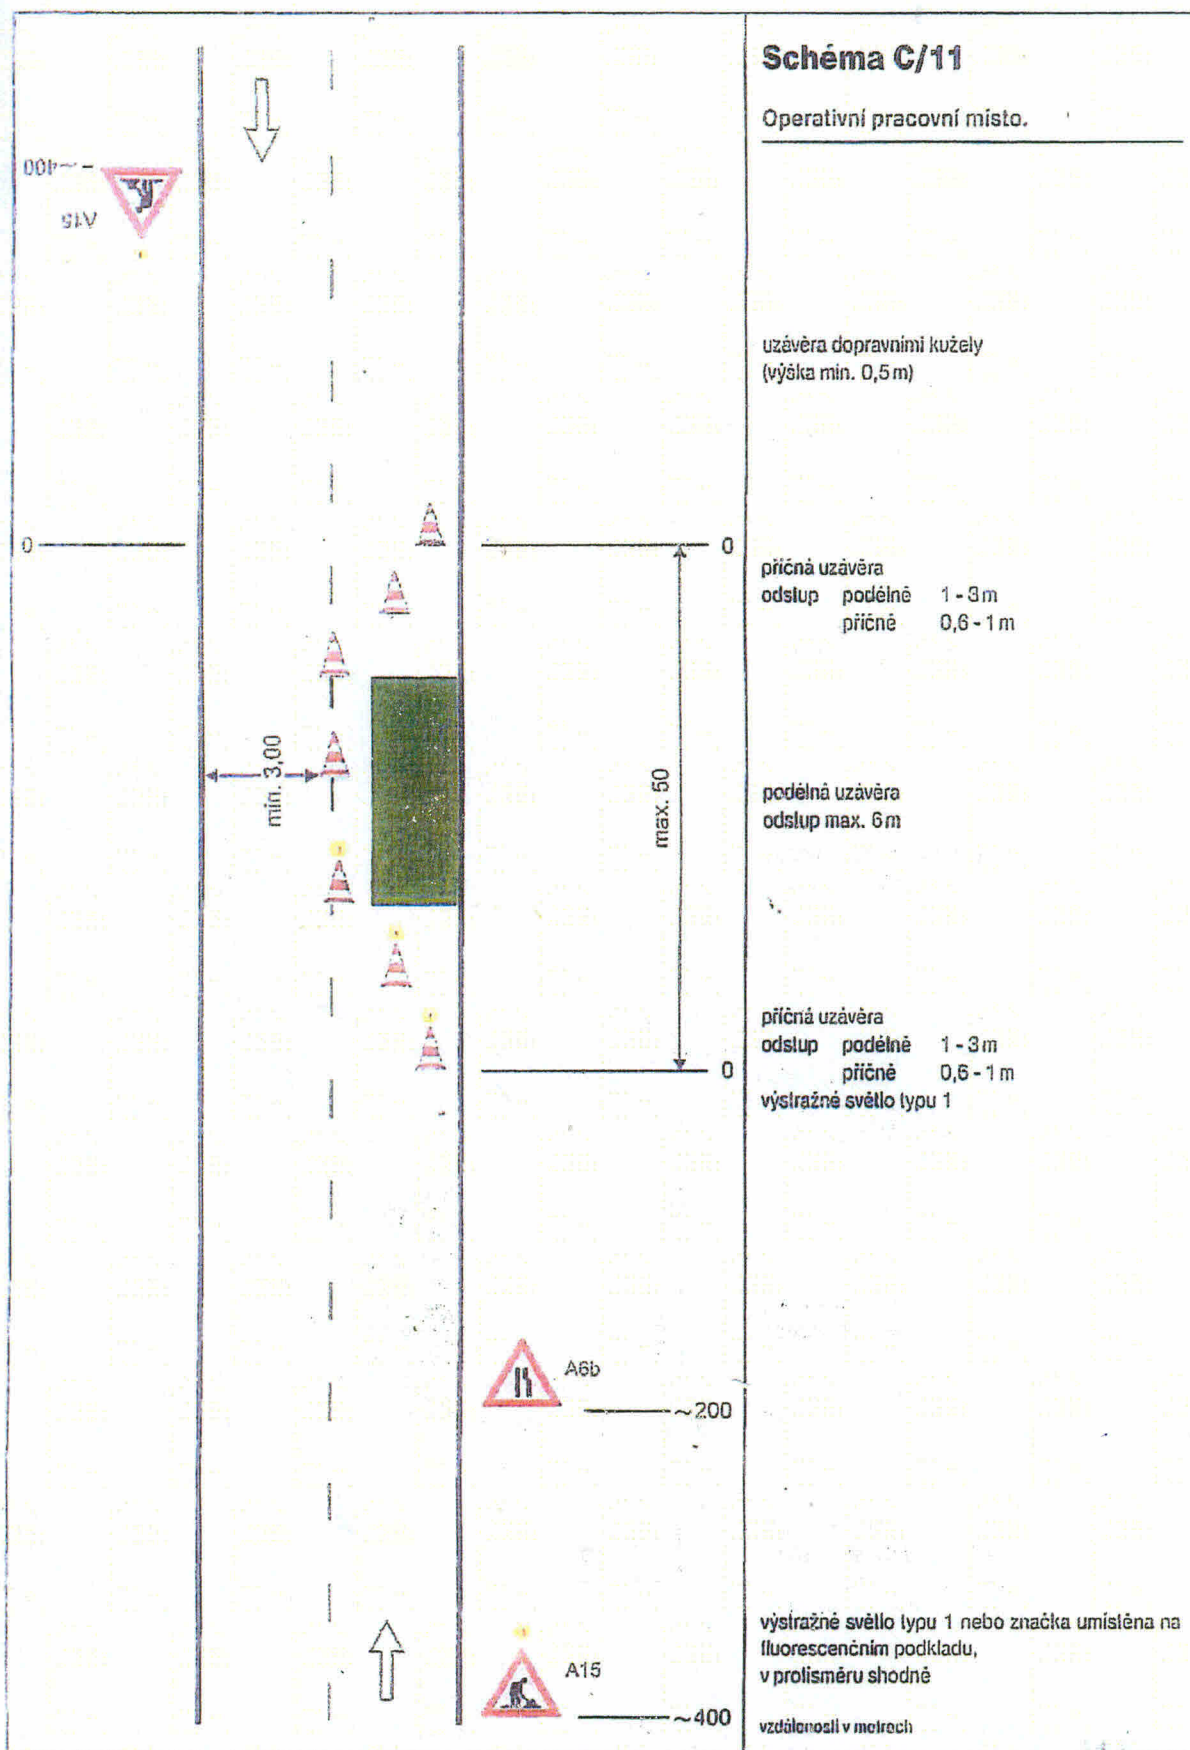 Schéma C/11
Operativní pracovní místo.
~400
A15
uzávěra dopravními kužely
(výška min. 0,5 m)
0
0
příčná uzávěra
odstup podélně 1 - 3 m
příčně 0,6 - 1 m
min. 3,00
max. 50
podélná uzávěra
odstup max. 6 m
příčná uzávěra
odstup podélně 1 - 3 m
0
příčně 0,6 - 1 m
výstražné světlo typu 1
A6b
~200
výstražné světlo typu 1 nebo značka umístěna na
fluorescenčním podkladu,
A15
v protisměru shodně
~400
vzdálenosti v metrech